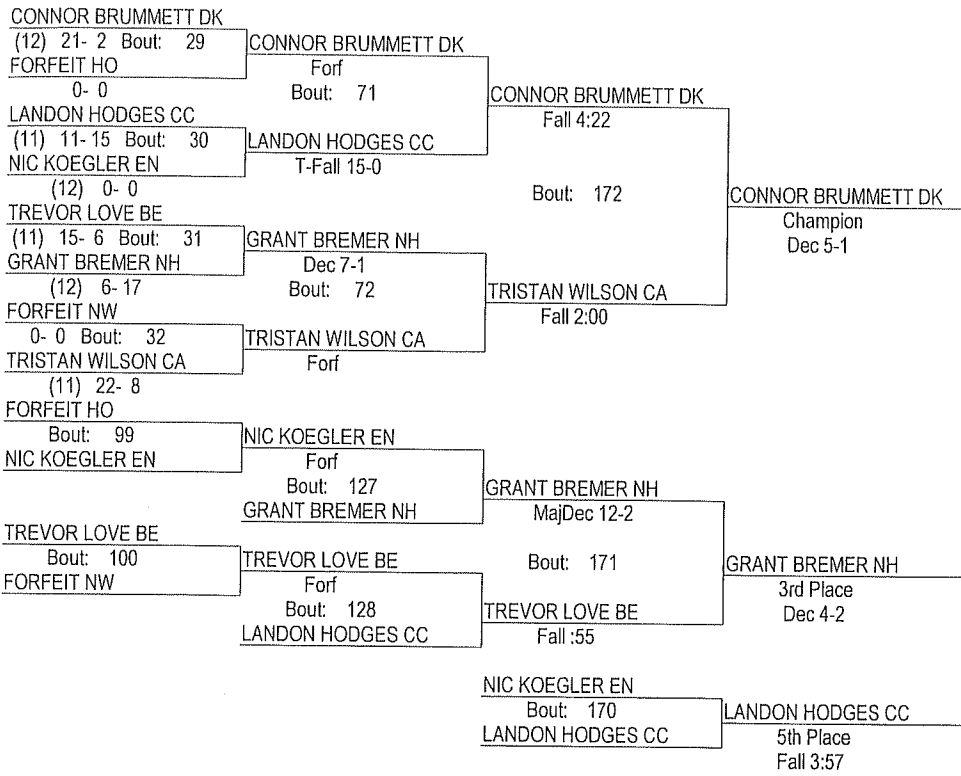 CONNOR BRUMMETT DK
(12) 21- 2 Bout: 29
FORFEIT HO
0- 0
LANDON HODGES CC
(11) 11- 15 Bout: 30
NIC KOEGLER EN
(12) 0- 0
TREVOR LOVE BE
(11) 15- 6 Bout: 31
GRANT BREMER NH
(12) 6- 17
FORFEIT NW
0- 0 Bout: 32
TRISTAN WILSON CA
(11) 22- 8
CONNOR BRUMMETT DK
Forf
Bout: 71
LANDON HODGES CC
T-Fall 15-0
GRANT BREMER NH
Dec 7-1
Bout: 72
TRISTAN WILSON CA
Forf
CONNOR BRUMMETT DK
Fall 4:22
Bout: 172
TRISTAN WILSON CA
Fall 2:00
CONNOR BRUMMETT DK
Champion
Dec 5-1
FORFEIT HO
Bout: 99
NIC KOEGLER EN
TREVOR LOVE BE
Bout: 100
FORFEIT NW
NIC KOEGLER EN
Forf
Bout: 127
GRANT BREMER NH
TREVOR LOVE BE
Forf
Bout: 128
LANDON HODGES CC
GRANT BREMER NH
MajDec 12-2
Bout: 171
TREVOR LOVE BE
Fall :55
GRANT BREMER NH
3rd Place
Dec 4-2
NIC KOEGLER EN
Bout: 170
LANDON HODGES CC
LANDON HODGES CC
5th Place
Fall 3:57